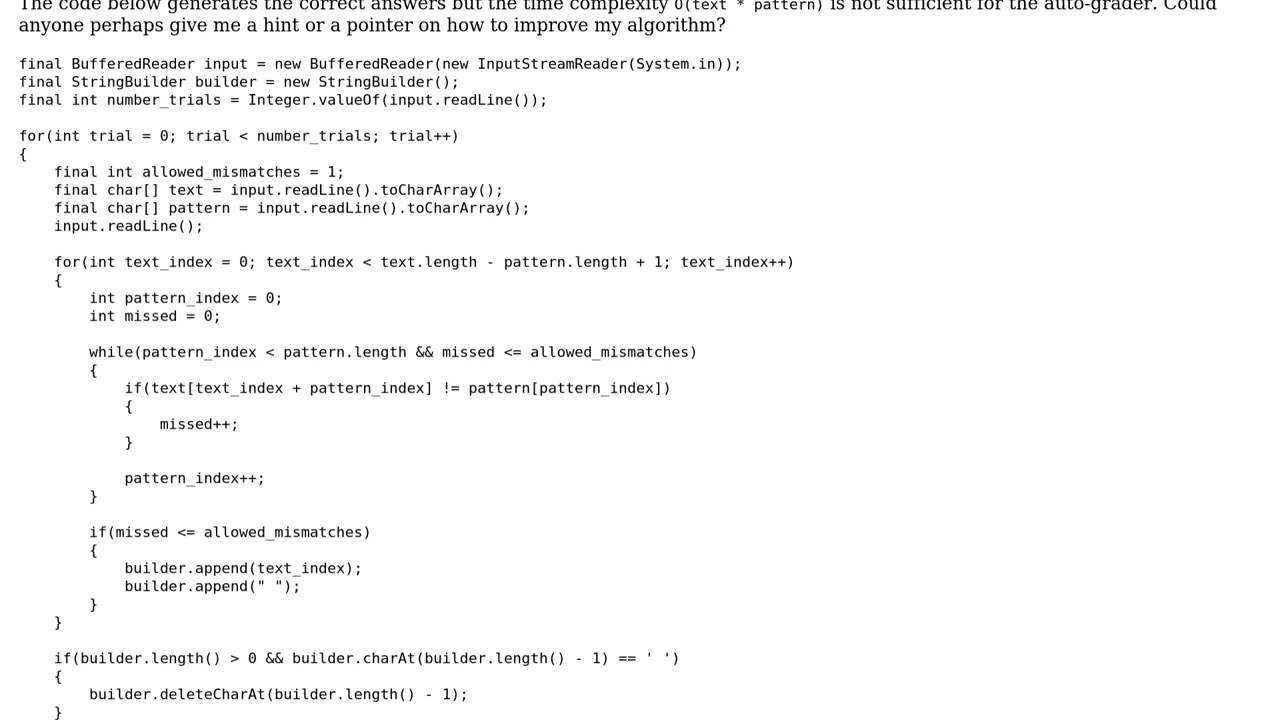 The code below generates the correct answers but the time complexity O(text * pattern) is not sufficient for the auto-grader. Could
anyone perhaps give me a hint or a pointer on how to improve my algorithm?
final BufferedReader input = new BufferedReader(new InputStreamReader(System.in));
final StringBuilder builder = new StringBuilder();
final int number_trials = Integer.valueOf(input.readLine());
for(int trial = 0; trial < number_trials; trial++)
{
    final int allowed_mismatches = 1;
    final char[] text = input.readLine().toCharArray();
    final char[] pattern = input.readLine().toCharArray();
    input.readLine();
    for(int text_index = 0; text_index < text.length - pattern.length + 1; text_index++)
    {
        int pattern_index = 0;
        int missed = 0;
        while(pattern_index < pattern.length && missed <= allowed_mismatches)
        {
            if(text[text_index + pattern_index] != pattern[pattern_index])
            {
                missed++;
            }
            pattern_index++;
        }
        if(missed <= allowed_mismatches)
        {
            builder.append(text_index);
            builder.append(" ");
        }
    }
    if(builder.length() > 0 && builder.charAt(builder.length() - 1) == ' ')
    {
        builder.deleteCharAt(builder.length() - 1);
    }